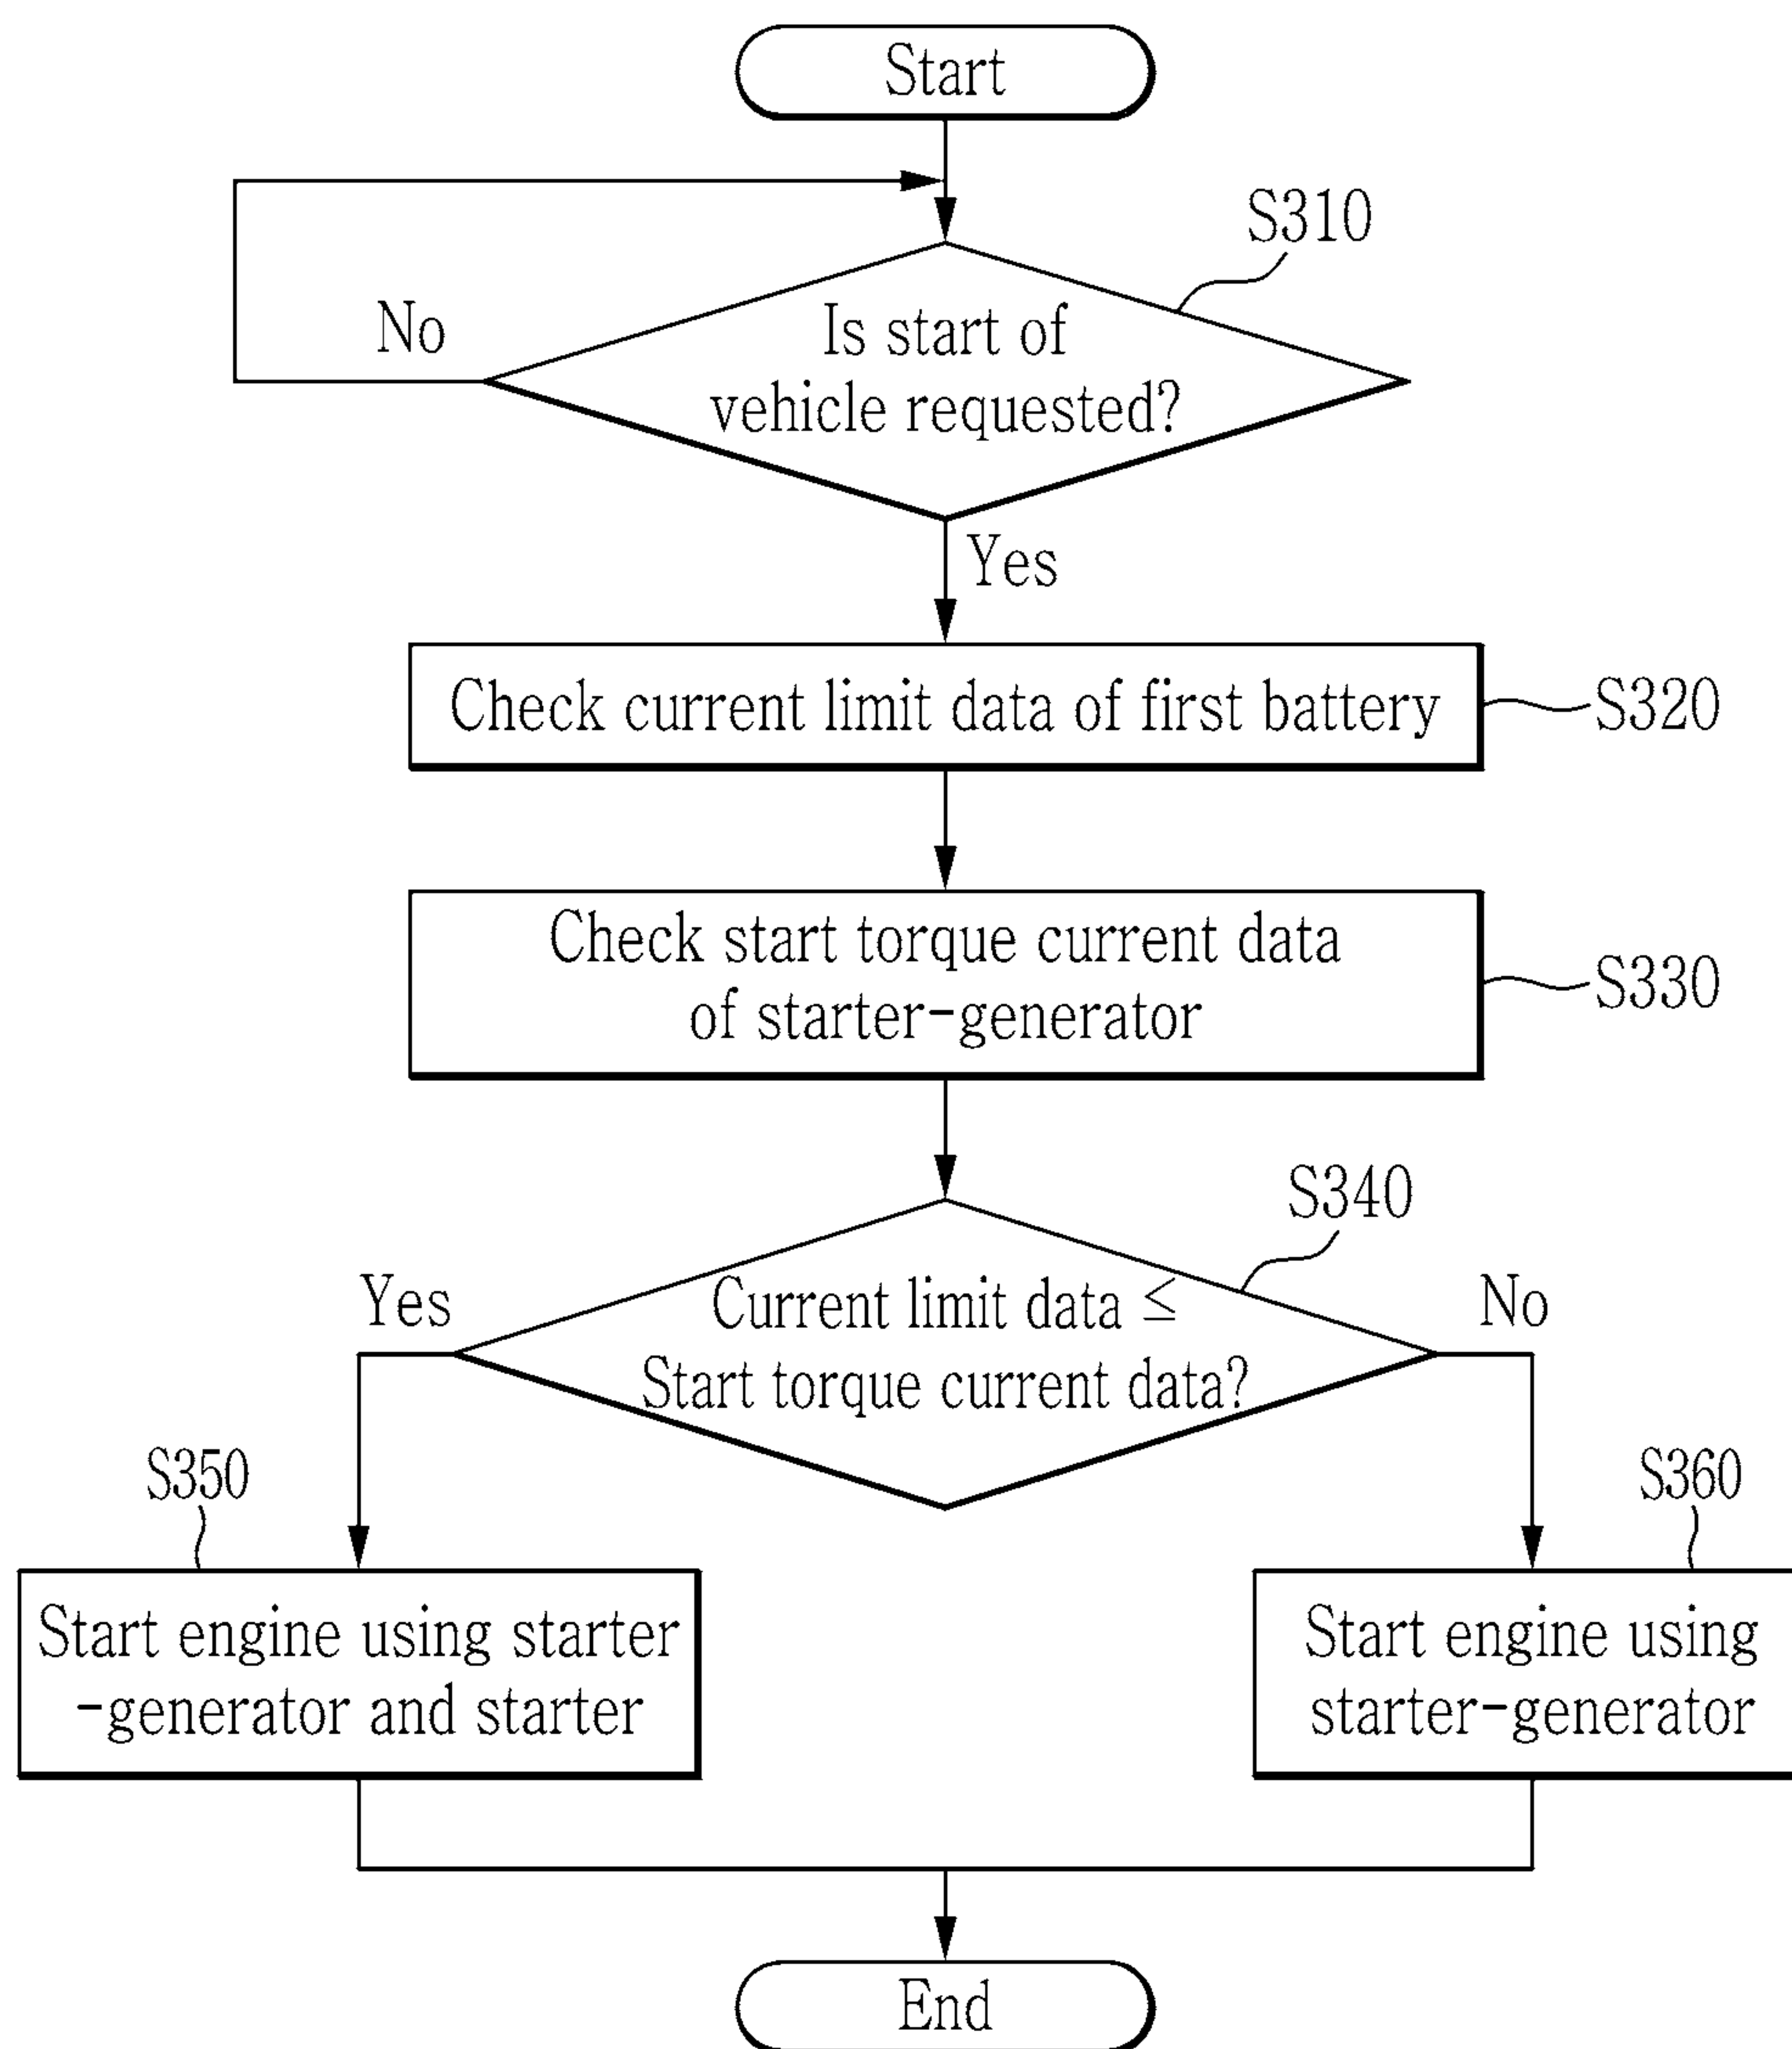 Start
S310
No
Is start of
vehicle requested?
Yes
Check current limit data of first battery
S320
Check start torque current data
of starter-generator
S330
S340
Yes
Current limit data ≤
Start torque current data?
No
S350
S360
Start engine using starter
-generator and starter
Start engine using
starter-generator
End